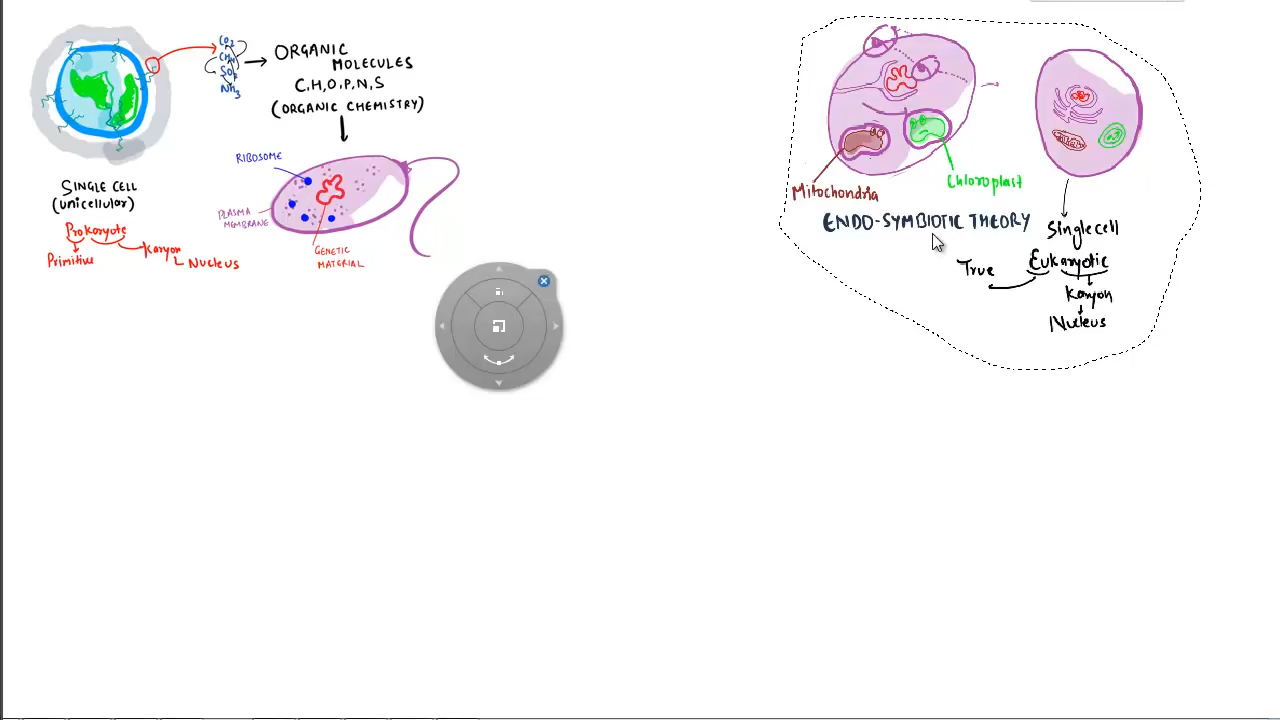 CO2
CH4
SO4
NH3
ORGANIC
MOLECULES
C,H,O,P,N,S
(ORGANIC CHEMISTRY)
RIBOSOME
PLASMA
MEMBRANE
GENETIC
MATERIAL
SINGLE CELL
(unicellular)
Prokaryote
Primitive
Karyon
Nucleus
Mitochondria
Chloroplast
ENDO-SYMBIOTIC THEORY
Single cell
Eukaryotic
True
Karyon
Nucleus